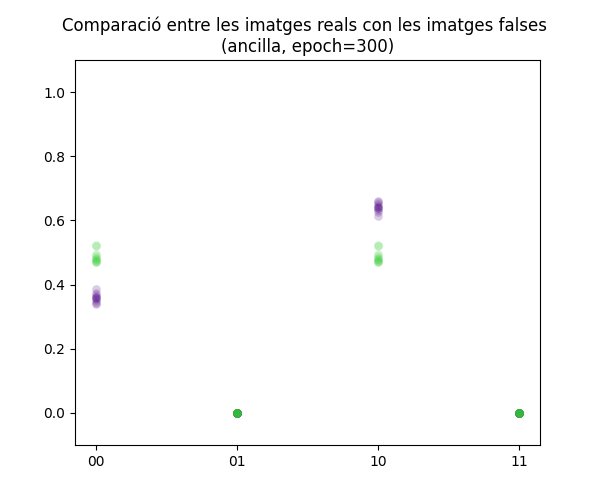 Comparació entre les imatges reals con les imatges falses
(ancilla, epoch=300)
1.0
0.8
0.6
0.4
0.2
0.0
00 01 10 11